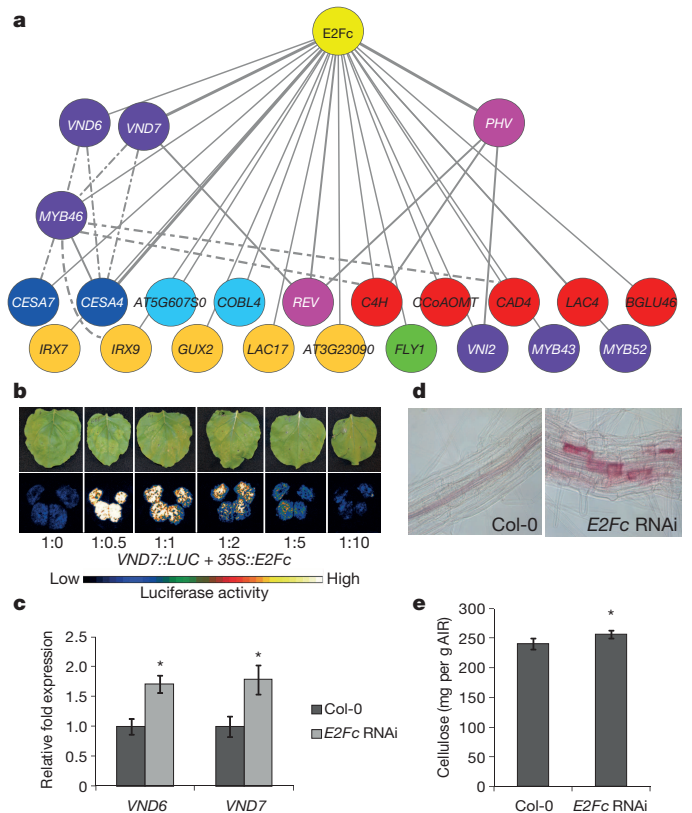 a
E2Fc
VND6
VND7
PHV
MYB46
CESA7
CESA4
AT5G607S0
COBL4
REV
C4H
CCoAOMT
CAD4
LAC4
BGLU46
IRX7
IRX9
GUX2
LAC17
AT3G23090
FLY1
VNI2
MYB43
MYB52
b
1:0 1:0.5 1:1 1:2 1:5 1:10
VND7::LUC + 35S::E2Fc
Low High
Luciferase activity
d
Col-0
E2Fc RNAi
c
Relative fold expression
2.5
2.0
1.5
1.0
0.5
0
* *
VND6 VND7
Col-0
E2Fc RNAi
e
Cellulose (mg per g AIR)
300
250
200
150
100
50
0
*
Col-0 E2Fc RNAi